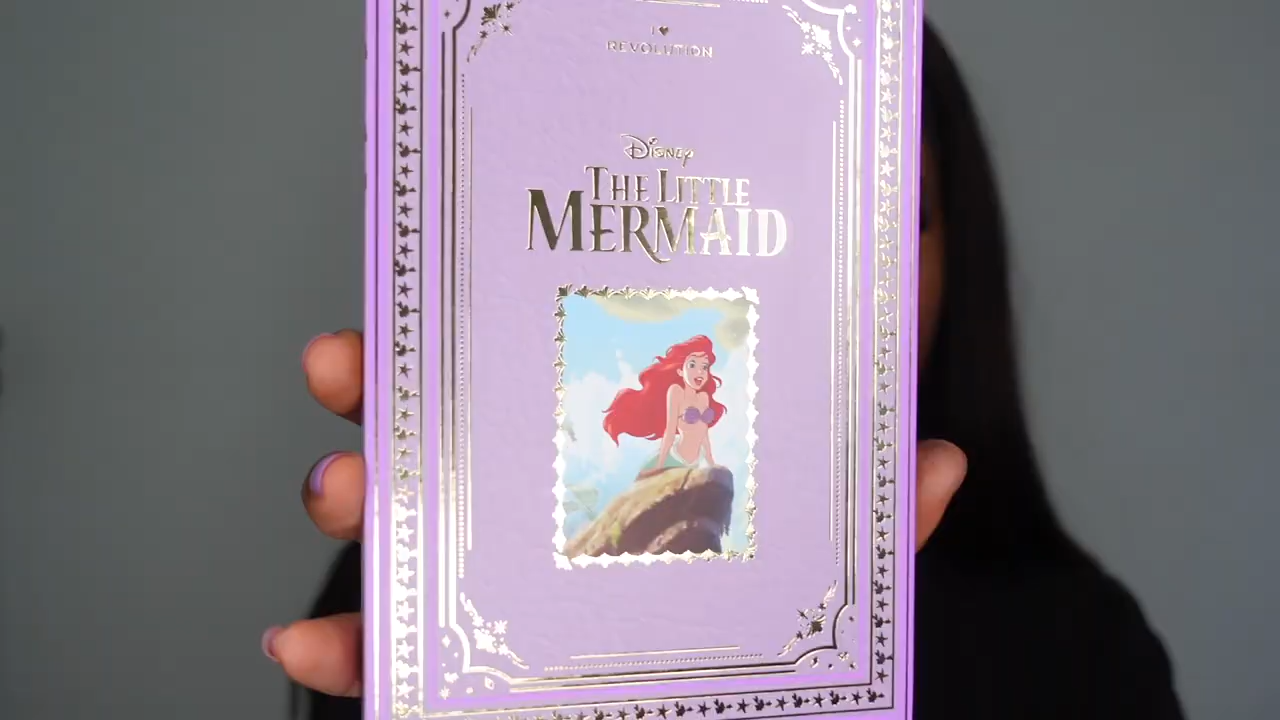 I ♥
REVOLUTION
Disney
THE LITTLE
MERMAID